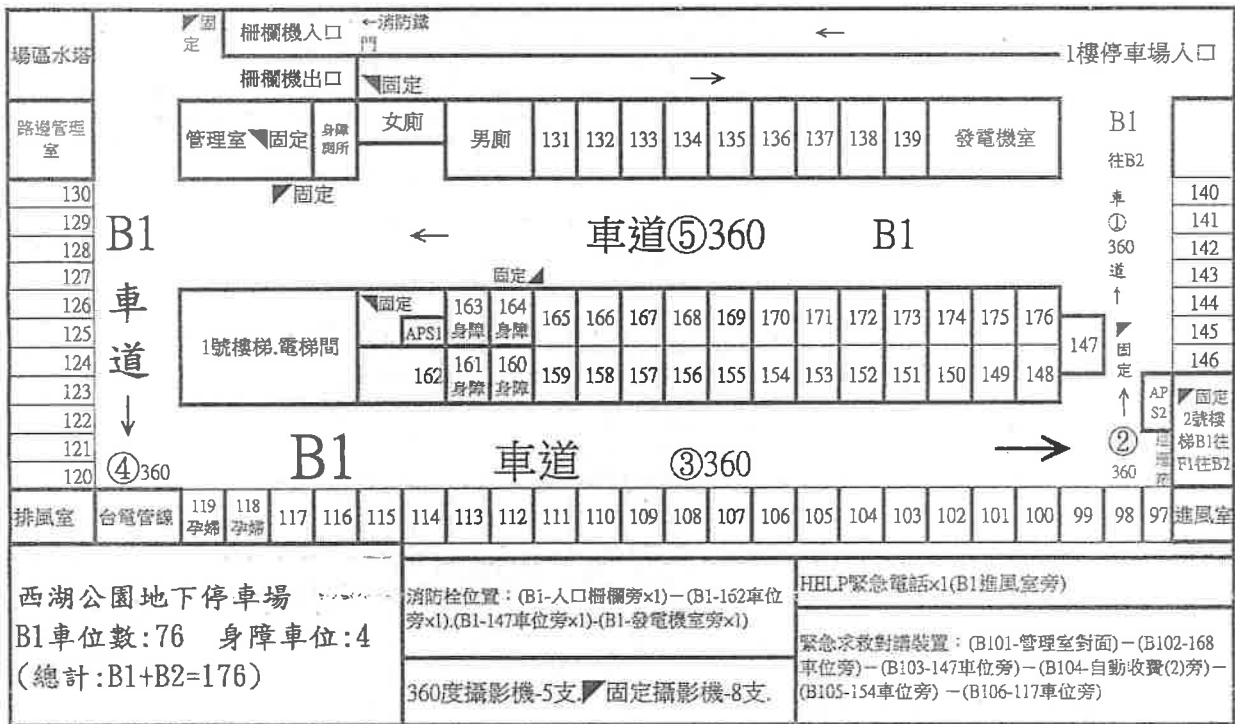 場區水塔
◤固定
柵欄機入口
←消防鐵門
←
1樓停車場入口
柵欄機出口
◤固定
→
路邊管理室
管理室◥固定
身障廁所
女廁
男廁
131 132 133 134 135 136 137 138 139
發電機室
B1
往B2
◤固定
130
129
128
127
126
125
124
123
122
121
120
B1
車
道
↓
④360
← 車道⑤360 B1
固定◢
車
①
360
道
↑
140
141
142
143
144
145
146
1號樓梯.電梯間
◥固定
APS1
163 身障
164 身障
165 166 167 168 169 170 171 172 173 174 175 176
162
161 身障
160 身障
159 158 157 156 155 154 153 152 151 150 149 148
147
◤固定
↑
②
360
APS2
◤固定
2號樓
梯B1往
F1往B2
B1 車道 ③360 →
排風室
台電管線
119 孕婦
118 孕婦
117 116 115 114 113 112 111 110 109 108 107 106 105 104 103 102 101 100 99 98 97
進風室
西湖公園地下停車場
B1車位數:76 身障車位:4
(總計:B1+B2=176)
消防栓位置：(B1-入口柵欄旁×1)－(B1-162車位
旁×1).(B1-147車位旁×1)-(B1-發電機室旁×1)
360度攝影機-5支.◤固定攝影機-8支.
HELP緊急電話×1(B1進風室旁)
緊急求救對講裝置：(B101-管理室對面)－(B102-168
車位旁)－(B103-147車位旁)－(B104-自動收費(2)旁)－
(B105-154車位旁) －(B106-117車位旁)